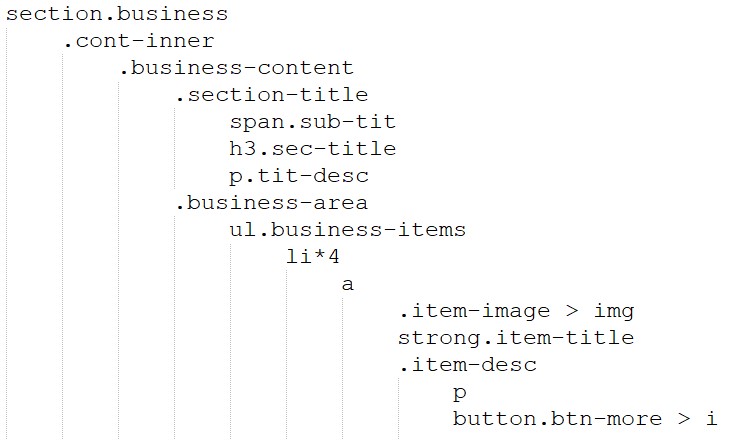 section.business
.cont-inner
.business-content
.section-title
span.sub-tit
h3.sec-title
p.tit-desc
.business-area
ul.business-items
li*4
a
.item-image > img
strong.item-title
.item-desc
p
button.btn-more > i